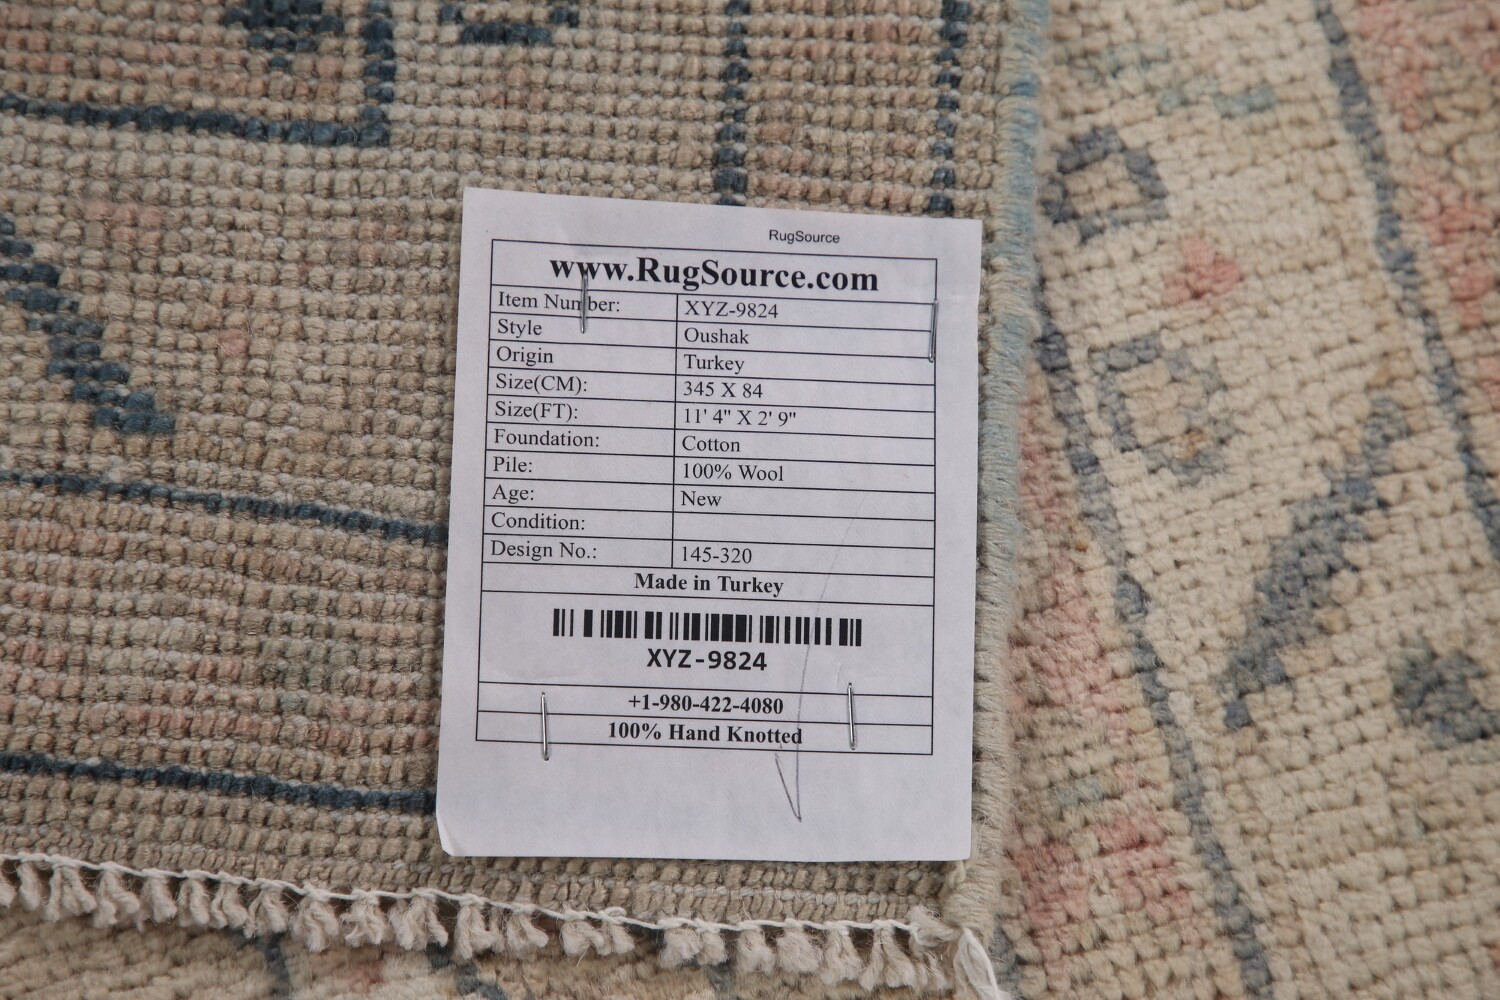 RugSource
www.RugSource.com
Item Number: XYZ-9824
Style Oushak
Origin Turkey
Size(CM): 345 X 84
Size(FT): 11' 4" X 2' 9"
Foundation: Cotton
Pile: 100% Wool
Age: New
Condition:
Design No.: 145-320
Made in Turkey
XYZ-9824
+1-980-422-4080
100% Hand Knotted